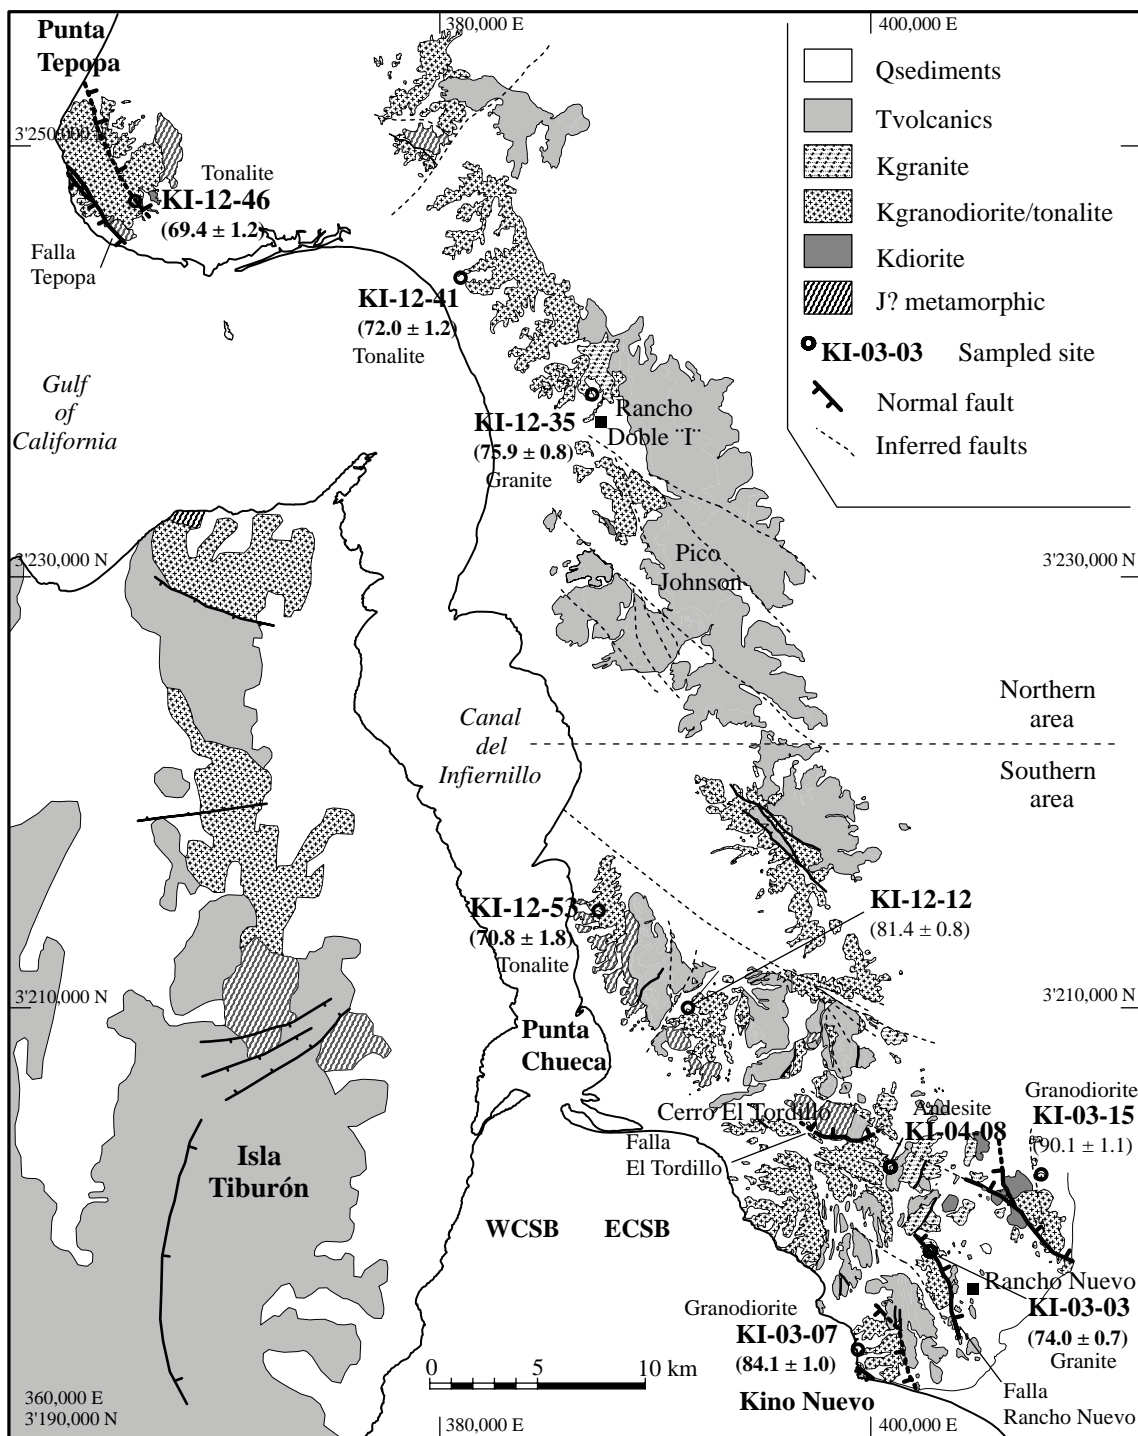 380,000 E
400,000 E
Punta
Tepopa
3'250,000 N
Tonalite
KI-12-46
(69.4 ± 1.2)
Falla
Tepopa
Qsediments
Tvolcanics
Kgranite
Kgranodiorite/tonalite
Kdiorite
J? metamorphic
KI-03-03 Sampled site
Normal fault
Inferred faults
KI-12-41
(72.0 ± 1.2)
Tonalite
Gulf
of
California
KI-12-35
(75.9 ± 0.8)
Granite
Rancho
Doble ¨I¨
3'230,000 N
Pico
Johnson
3'230,000 N
Northern
area
Canal
del
Infiernillo
Southern
area
KI-12-53
(70.8 ± 1.8)
Tonalite
KI-12-12
(81.4 ± 0.8)
3'210,000 N
3'210,000 N
Punta
Chueca
Cerro El Tordillo
Falla
El Tordillo
Andesite
KI-04-08
Granodiorite
KI-03-15
(90.1 ± 1.1)
Isla
Tiburón
WCSB ECSB
Rancho Nuevo
KI-03-03
(74.0 ± 0.7)
Granite
Granodiorite
KI-03-07
(84.1 ± 1.0)
0 5 10 km
Kino Nuevo
Falla
Rancho Nuevo
360,000 E
3'190,000 N
380,000 E
400,000 E